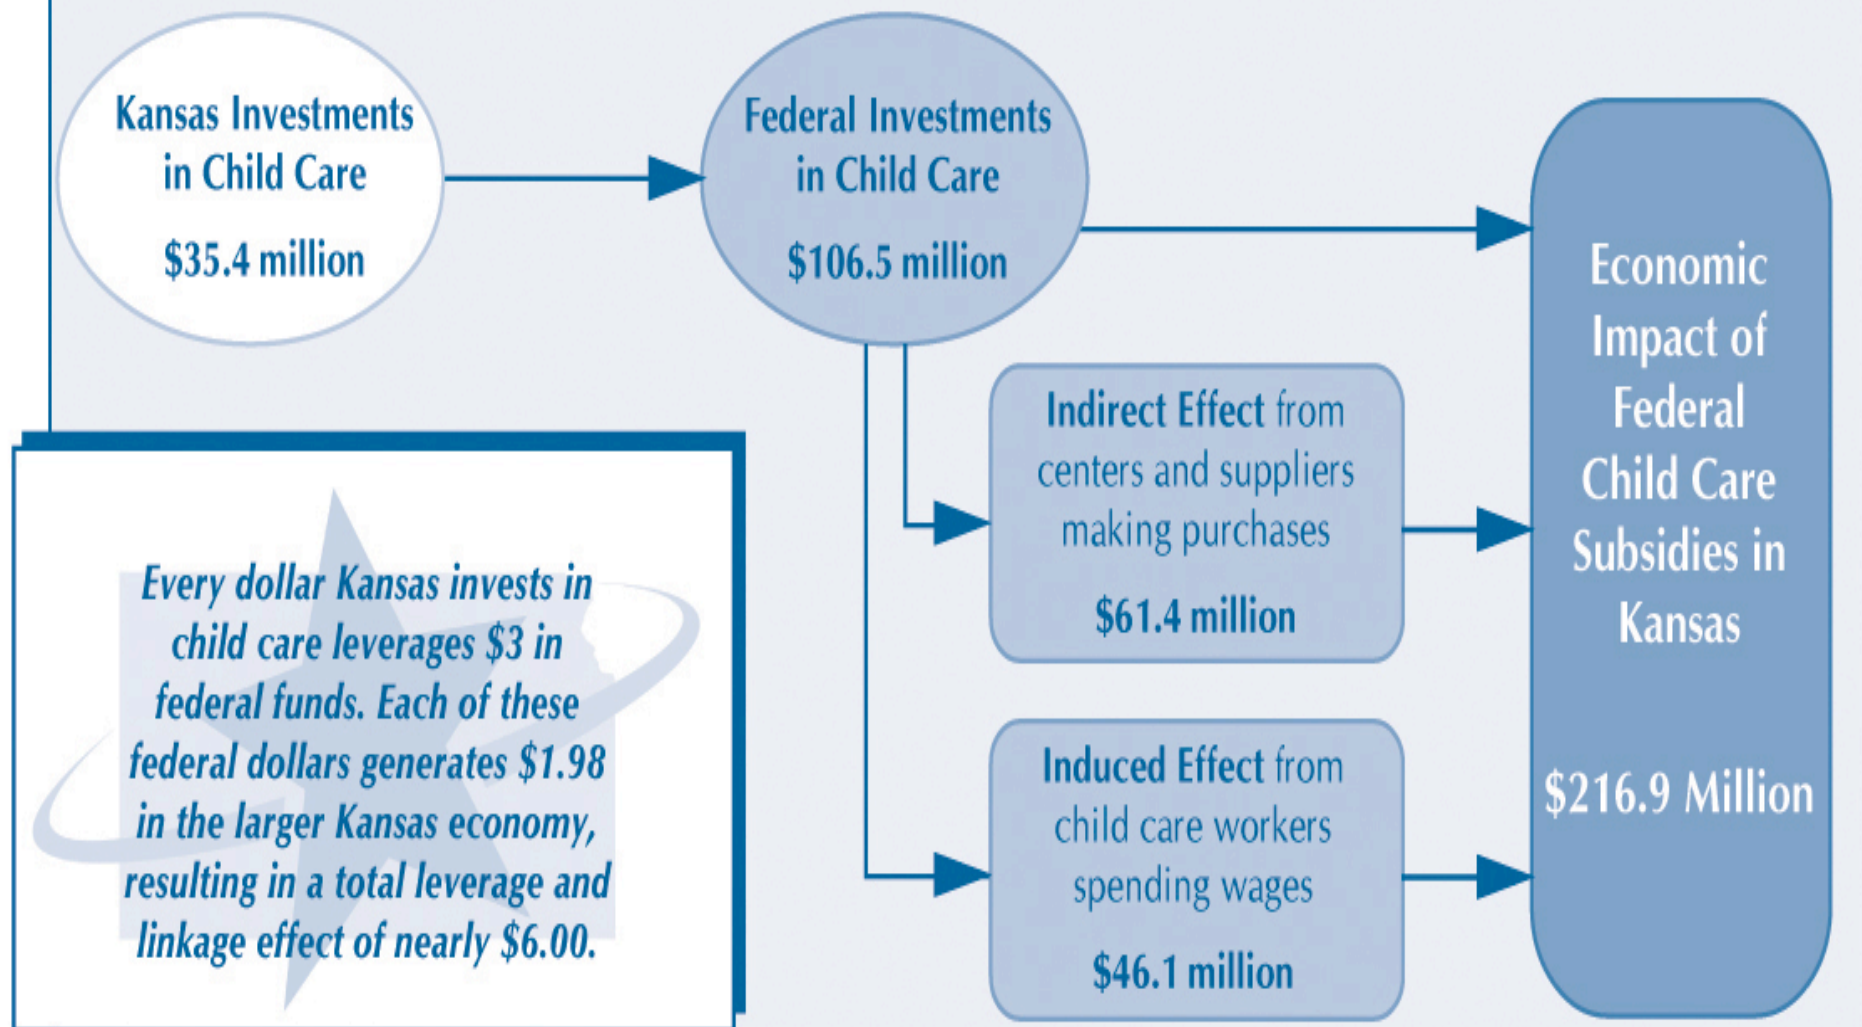 Kansas Investments
in Child Care
$35.4 million
Federal Investments
in Child Care
$106.5 million
Indirect Effect from
centers and suppliers
making purchases
$61.4 million
Induced Effect from
child care workers
spending wages
$46.1 million
Economic
Impact of
Federal
Child Care
Subsidies in
Kansas
$216.9 Million
Every dollar Kansas invests in
child care leverages $3 in
federal funds. Each of these
federal dollars generates $1.98
in the larger Kansas economy,
resulting in a total leverage and
linkage effect of nearly $6.00.